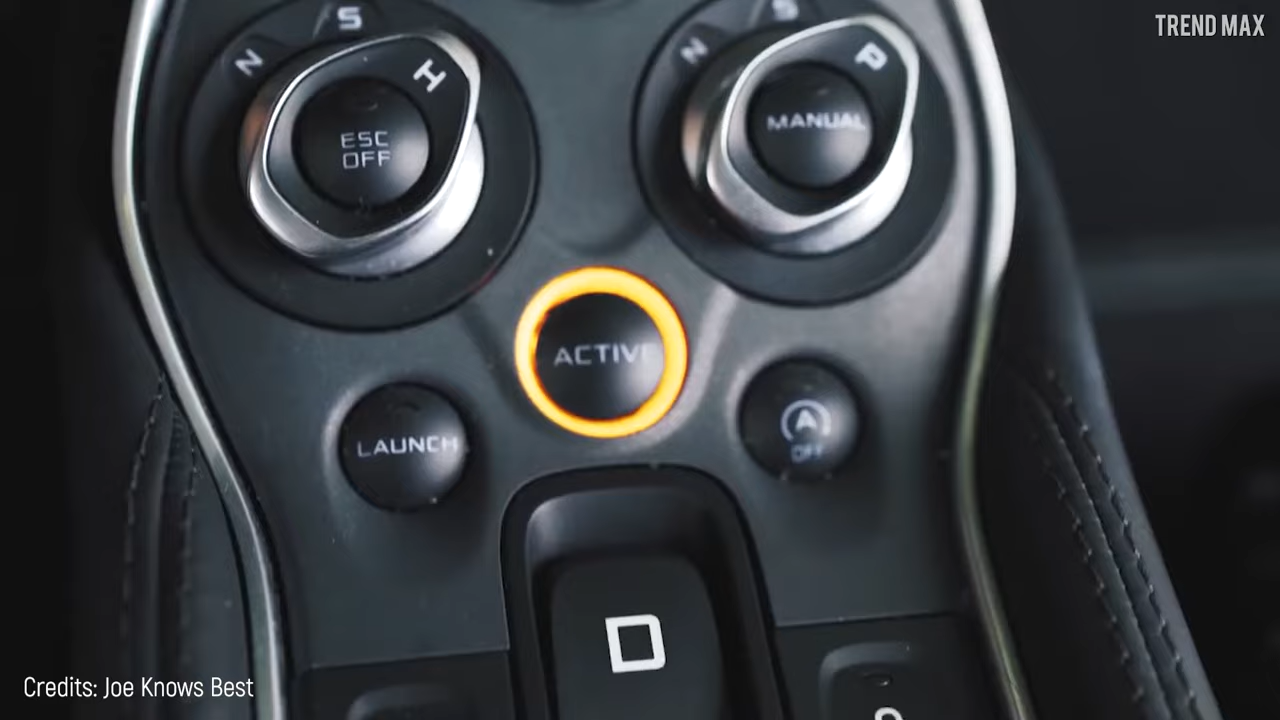 TREND MAX
S
S
N
H
N
P
ESC
OFF
MANUAL
ACTIVE
LAUNCH
A
OFF
D
Credits: Joe Knows Best